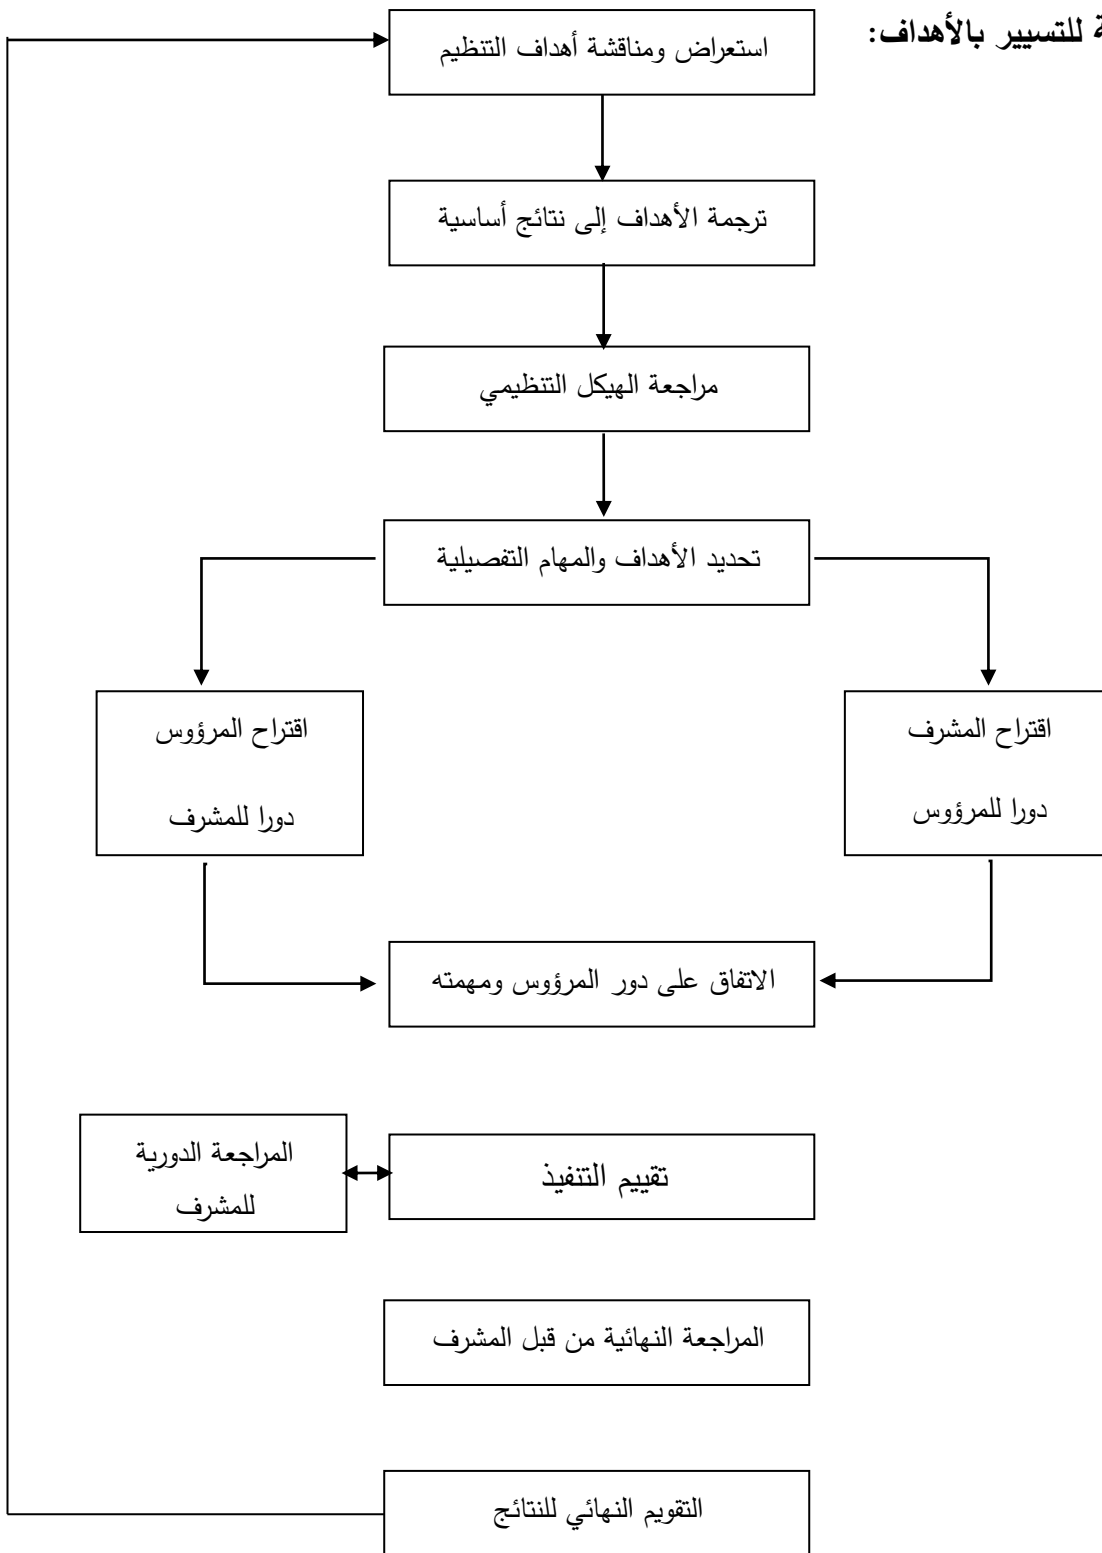 للتسيير بالأهداف:
استعراض ومناقشة أهداف التنظيم
ترجمة الأهداف إلى نتائج أساسية
مراجعة الهيكل التنظيمي
تحديد الأهداف والمهام التفصيلية
اقتراح المشرف
دورا للمرؤوس
اقتراح المرؤوس
دورا للمشرف
الاتفاق على دور المرؤوس ومهمته
تقييم التنفيذ
المراجعة الدورية
للمشرف
المراجعة النهائية من قبل المشرف
التقويم النهائي للنتائج